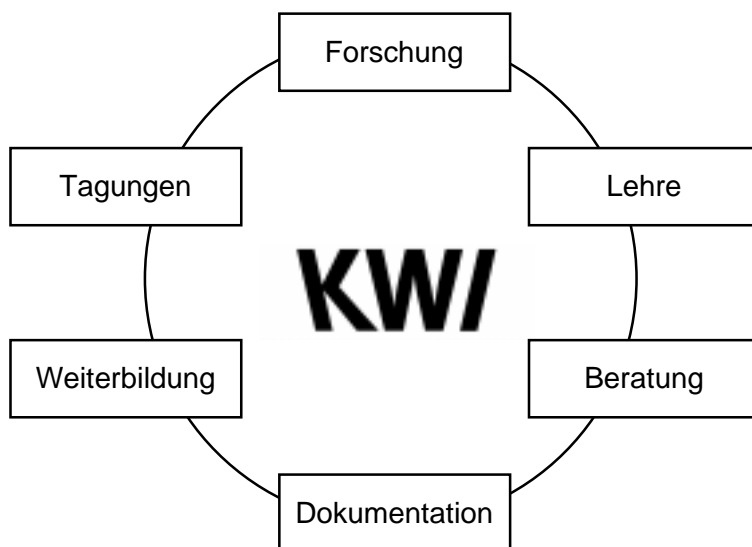 Forschung
Tagungen
Lehre
KWI
Weiterbildung
Beratung
Dokumentation